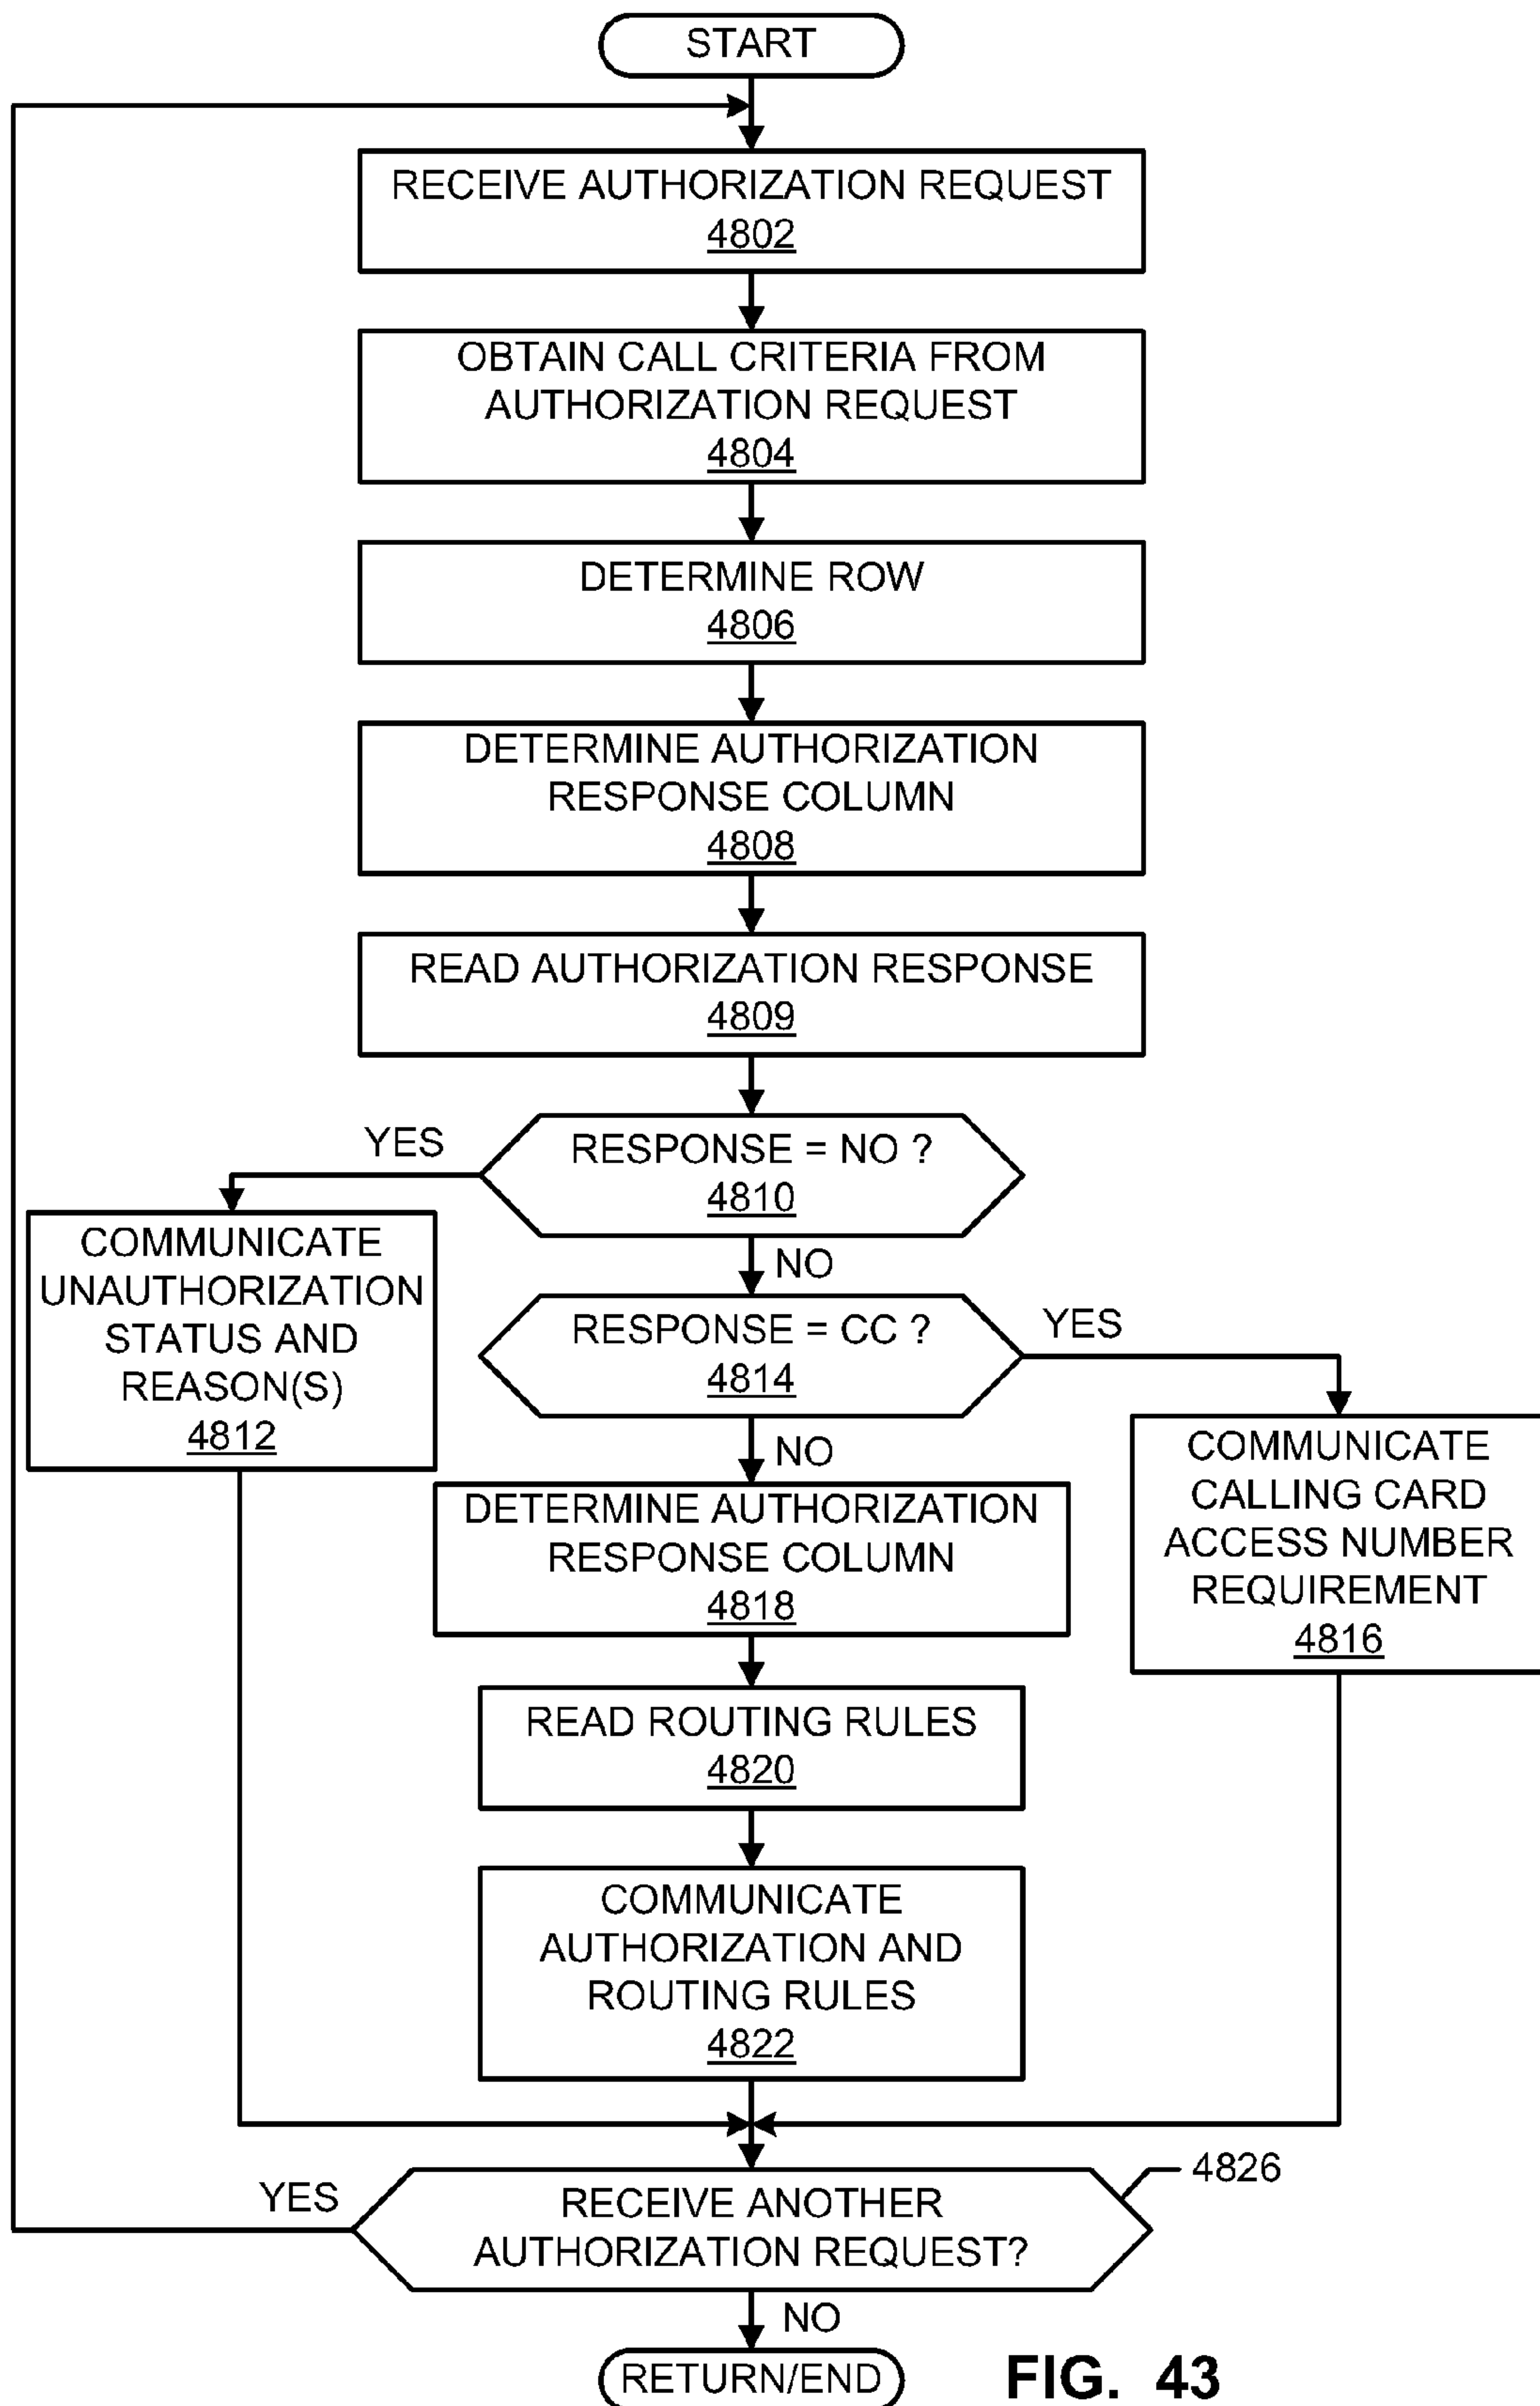 START
RECEIVE AUTHORIZATION REQUEST
4802
OBTAIN CALL CRITERIA FROM
AUTHORIZATION REQUEST
4804
DETERMINE ROW
4806
DETERMINE AUTHORIZATION
RESPONSE COLUMN
4808
READ AUTHORIZATION RESPONSE
4809
YES
RESPONSE = NO ?
4810
COMMUNICATE
UNAUTHORIZATION
STATUS AND
REASON(S)
4812
NO
RESPONSE = CC ?
4814
YES
COMMUNICATE
CALLING CARD
ACCESS NUMBER
REQUIREMENT
4816
NO
DETERMINE AUTHORIZATION
RESPONSE COLUMN
4818
READ ROUTING RULES
4820
COMMUNICATE
AUTHORIZATION AND
ROUTING RULES
4822
4826
YES
RECEIVE ANOTHER
AUTHORIZATION REQUEST?
NO
RETURN/END
FIG. 43